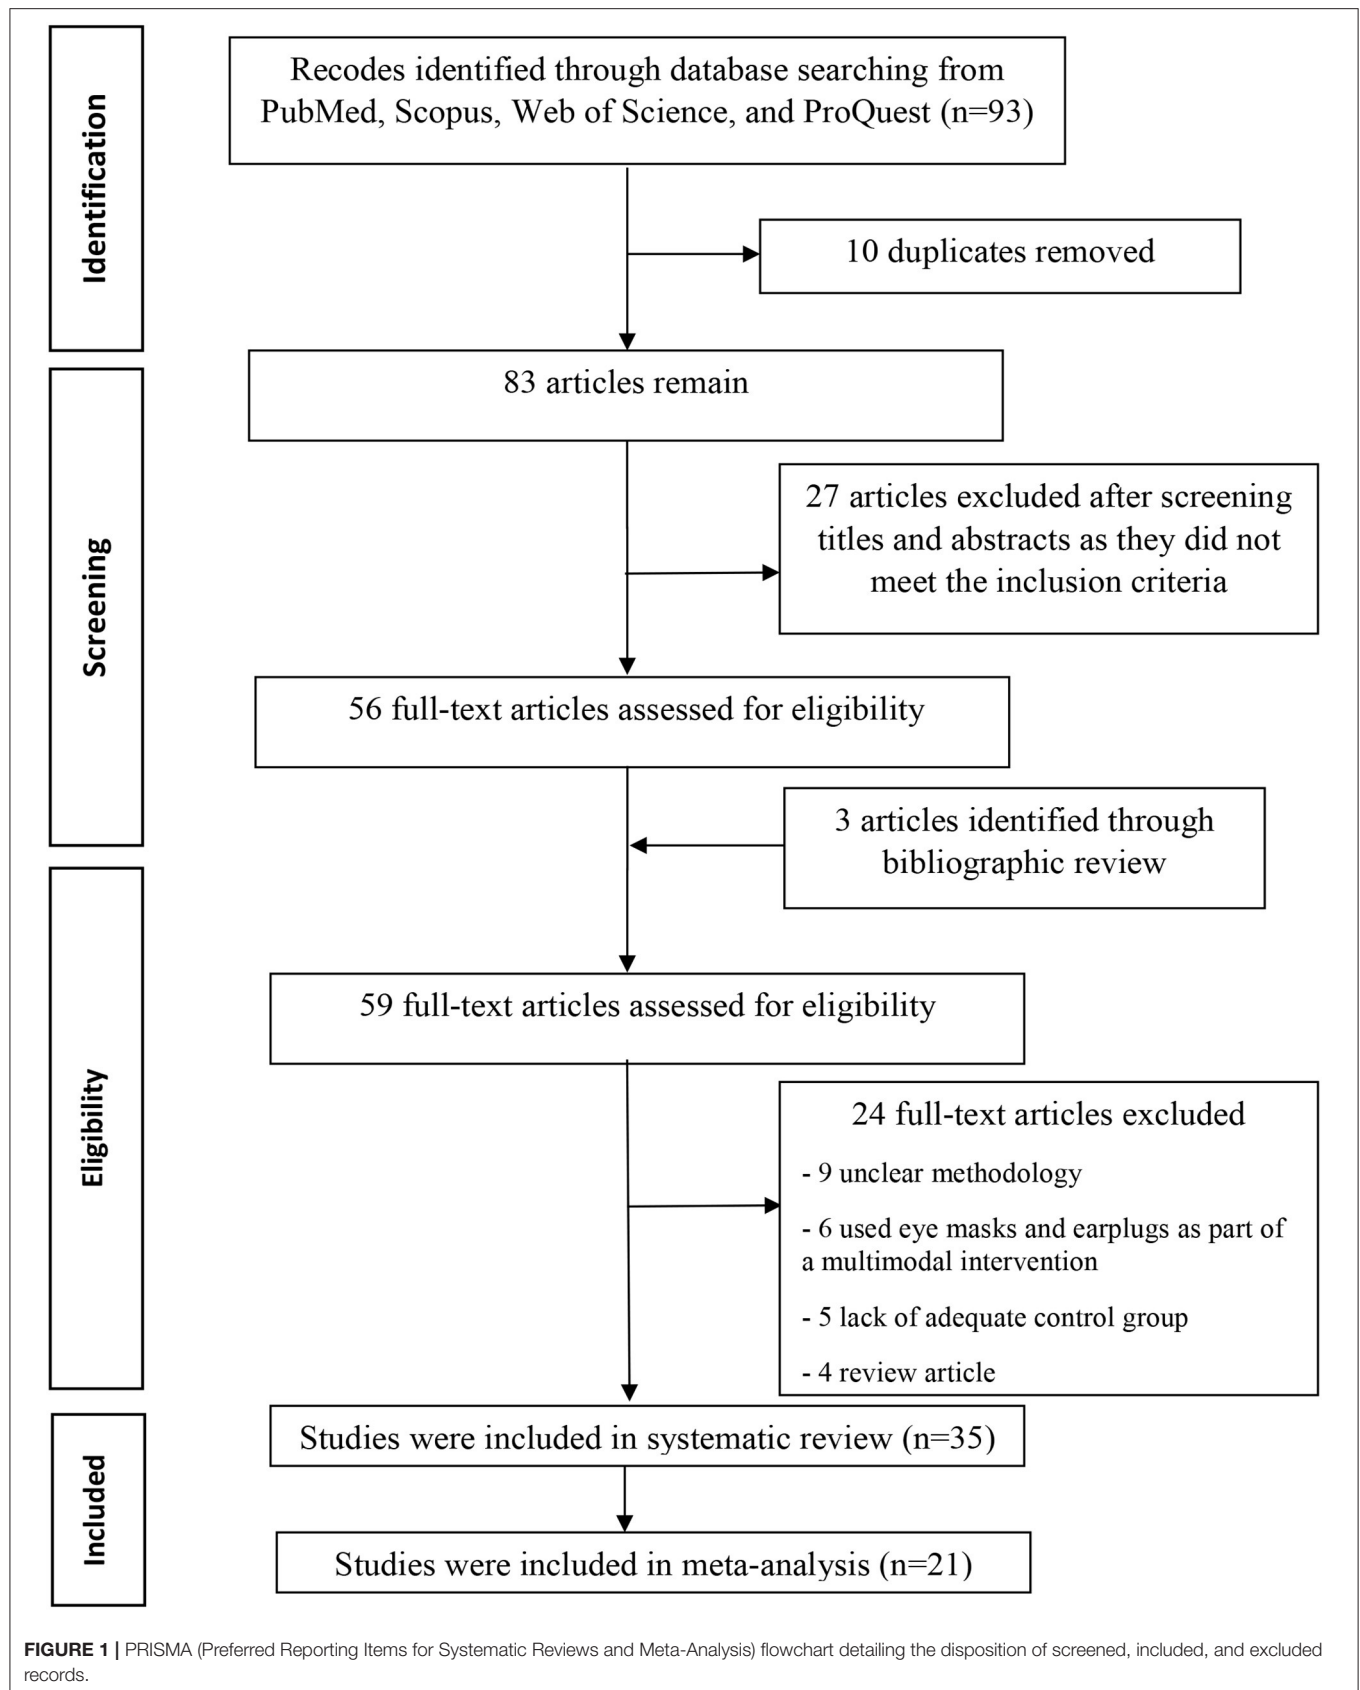 Identification
Recodes identified through database searching from
PubMed, Scopus, Web of Science, and ProQuest (n=93)
10 duplicates removed
Screening
83 articles remain
27 articles excluded after screening
titles and abstracts as they did not
meet the inclusion criteria
56 full-text articles assessed for eligibility
3 articles identified through
bibliographic review
Eligibility
59 full-text articles assessed for eligibility
24 full-text articles excluded
- 9 unclear methodology
- 6 used eye masks and earplugs as part of
a multimodal intervention
- 5 lack of adequate control group
- 4 review article
Included
Studies were included in systematic review (n=35)
Studies were included in meta-analysis (n=21)
FIGURE 1 | PRISMA (Preferred Reporting Items for Systematic Reviews and Meta-Analysis) flowchart detailing the disposition of screened, included, and excluded
records.